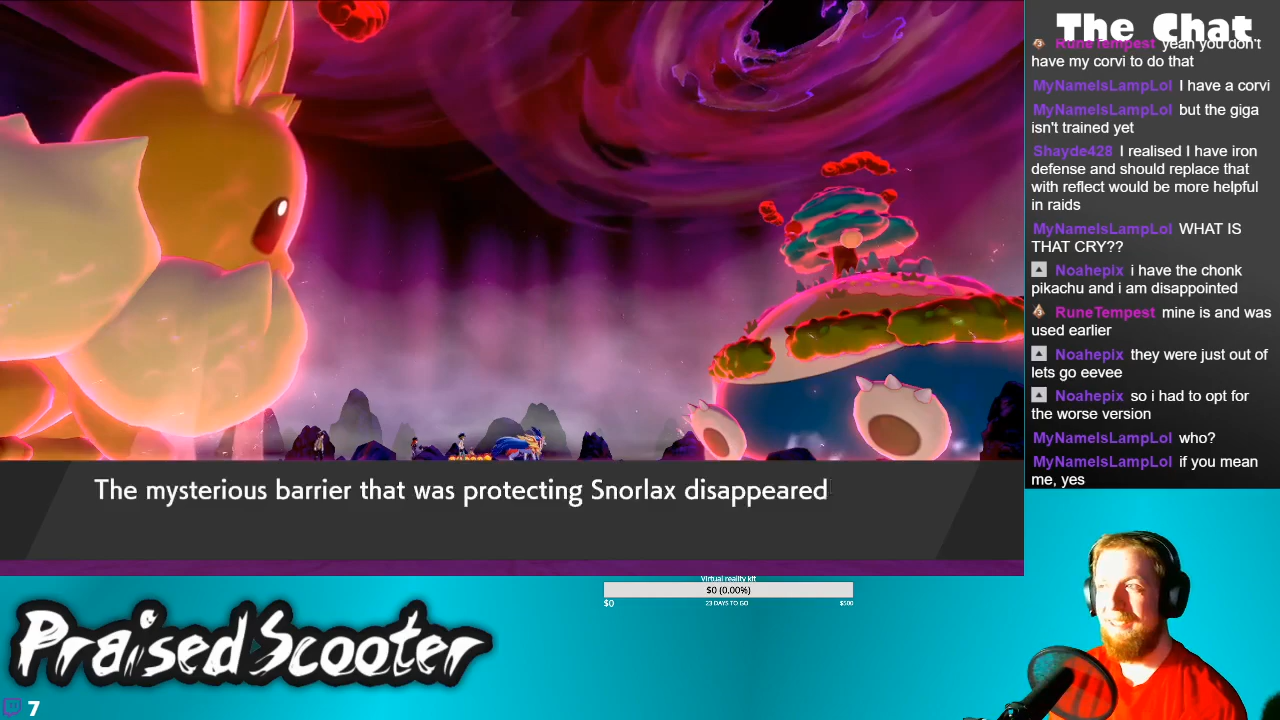 The Chat
RuneTempest yeah you don't
have my corvi to do that
MyNameIsLampLol I have a corvi
MyNameIsLampLol but the giga
isn't trained yet
Shayde428 I realised I have iron
defense and should replace that
with reflect would be more helpful
in raids
MyNameIsLampLol WHAT IS
THAT CRY??
Noahepix i have the chonk
pikachu and i am disappointed
RuneTempest mine is and was
used earlier
Noahepix they were just out of
lets go eevee
Noahepix so i had to opt for
the worse version
MyNameIsLampLol who?
MyNameIsLampLol if you mean
me, yes
The mysterious barrier that was protecting Snorlax disappeared
Virtual reality kit
$0 (0.00%)
$0 23 DAYS TO GO $500
PraisedScooter
7